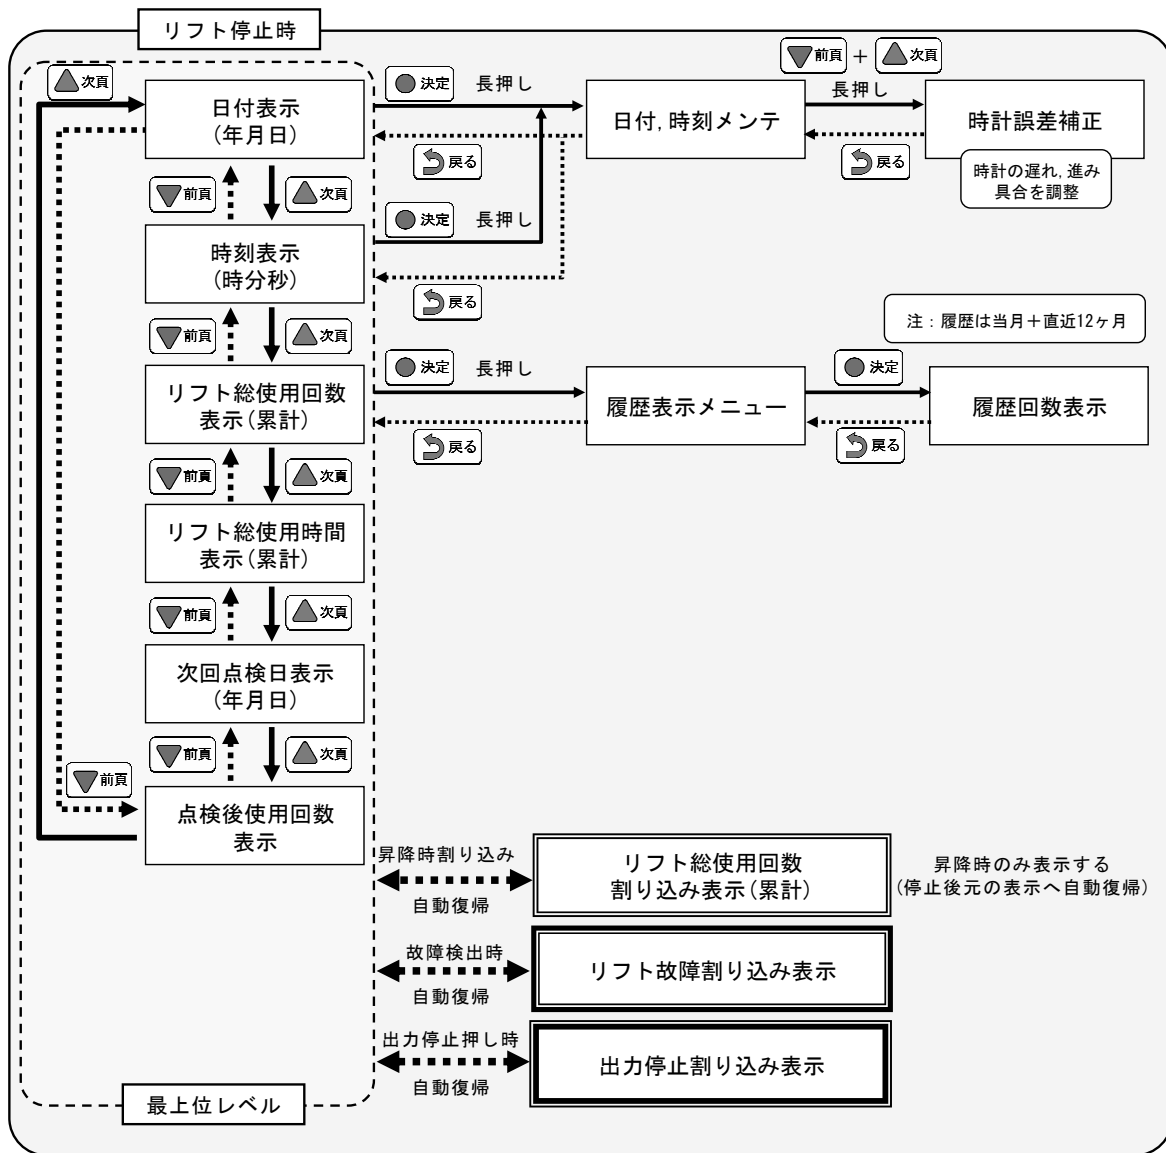 リフト停止時
前頁 + 次頁
次頁
決定 長押し
長押し
日付表示
(年月日)
日付,時刻メンテ
時計誤差補正
戻る
戻る
時計の遅れ,進み
具合を調整
前頁
次頁
決定 長押し
時刻表示
(時分秒)
戻る
注：履歴は当月＋直近12ヶ月
前頁
次頁
決定 長押し
決定
リフト総使用回数
表示(累計)
履歴表示メニュー
履歴回数表示
戻る
戻る
前頁
次頁
リフト総使用時間
表示(累計)
前頁
次頁
次回点検日表示
(年月日)
前頁
次頁
前頁
点検後使用回数
表示
昇降時割り込み
自動復帰
リフト総使用回数
割り込み表示(累計)
昇降時のみ表示する
(停止後元の表示へ自動復帰)
故障検出時
自動復帰
リフト故障割り込み表示
出力停止押し時
自動復帰
出力停止割り込み表示
最上位レベル